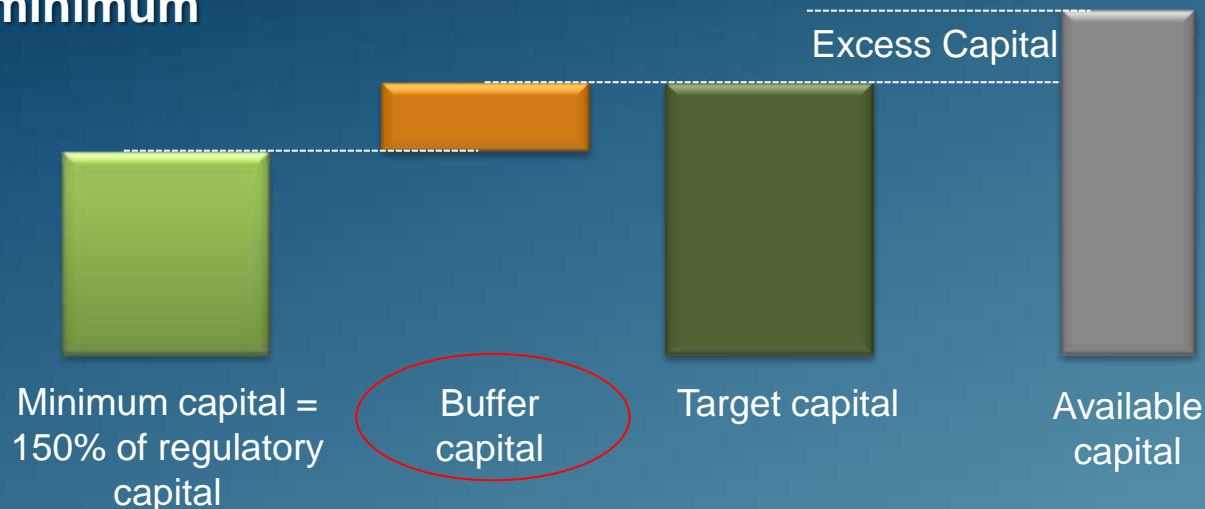 minimum
Excess Capital
Minimum capital =
150% of regulatory
capital
Buffer
capital
Target capital
Available
capital